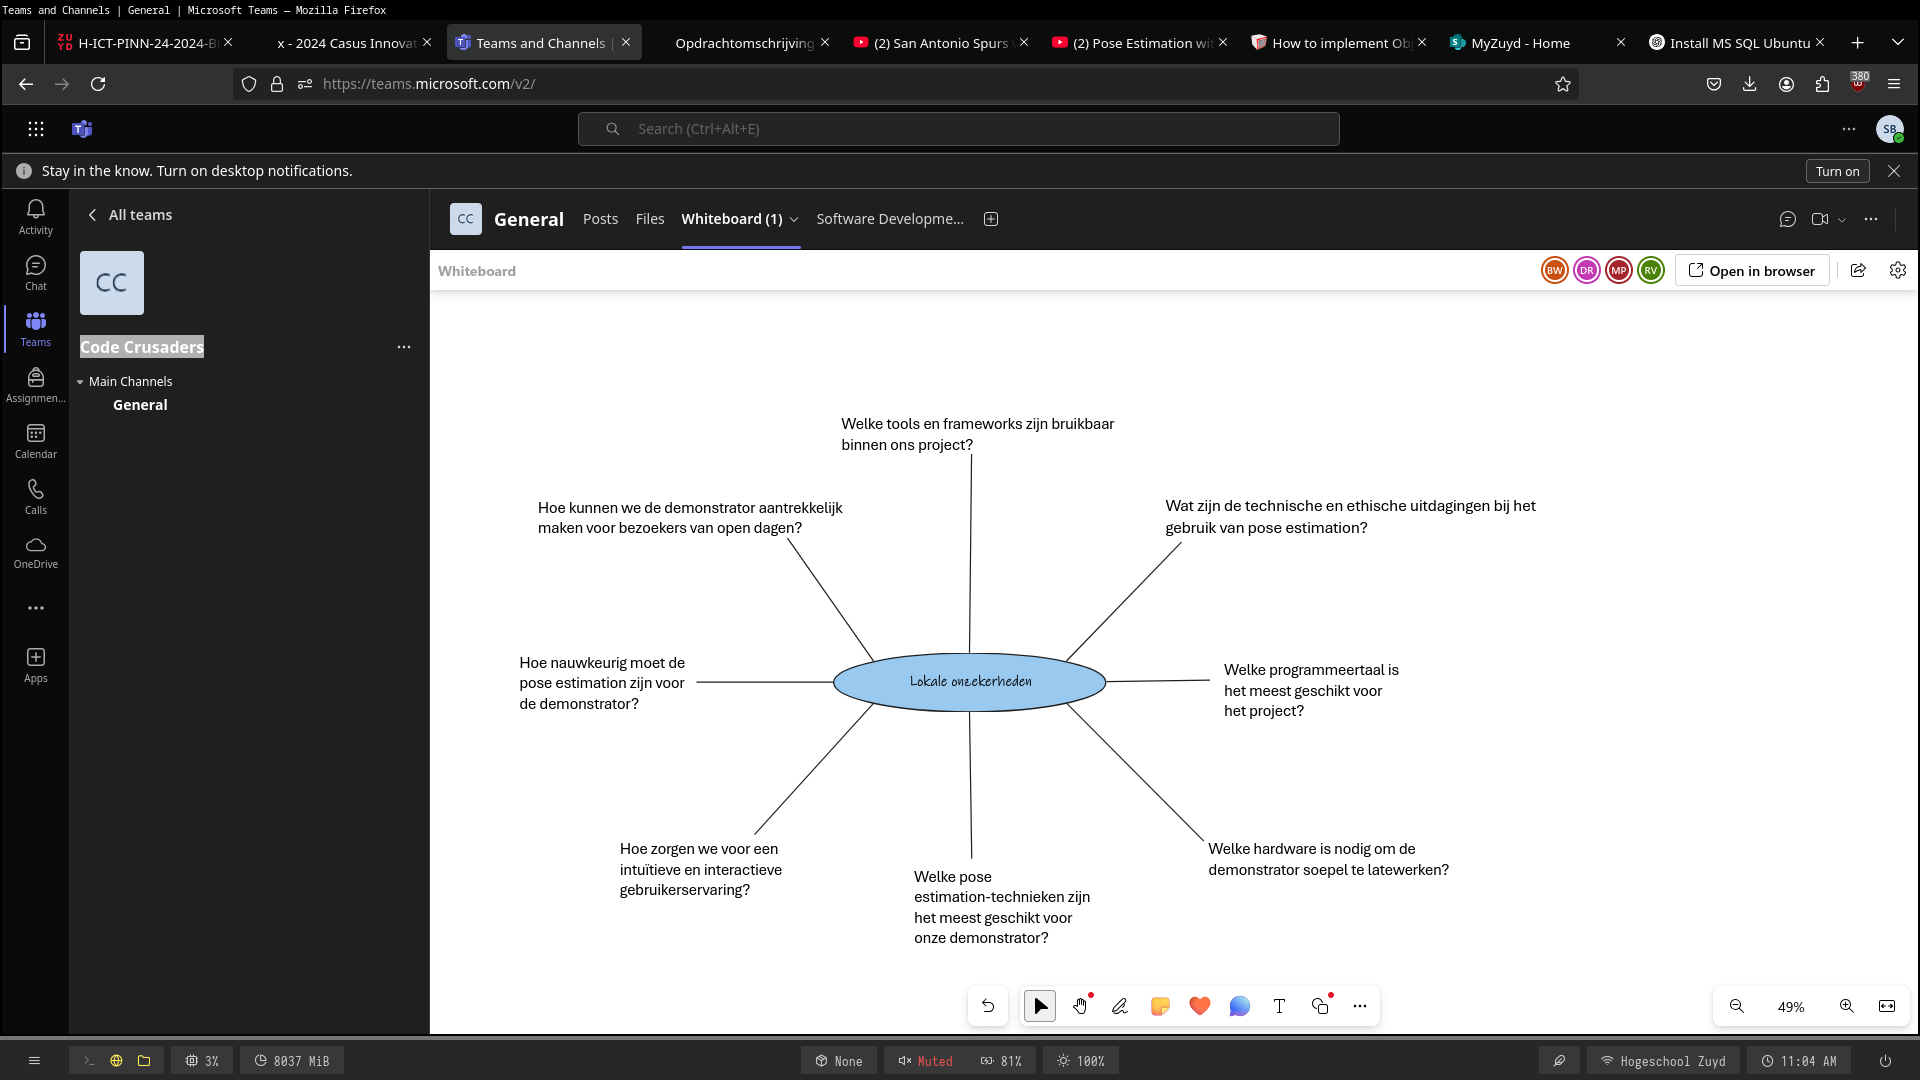 Teams and Channels | General | Microsoft Teams — Mozilla Firefox
H-ICT-PINN-24-2024-B
x - 2024 Casus Innovat
Teams and Channels |
Opdrachtomschrijving
(2) San Antonio Spurs
(2) Pose Estimation wit
How to implement Ob
MyZuyd - Home
Install MS SQL Ubuntu
https://teams.microsoft.com/v2/
380
Search (Ctrl+Alt+E)
SB
Stay in the know. Turn on desktop notifications.
Turn on
Activity
Chat
Teams
Assignmen...
Calendar
Calls
OneDrive
Apps
All teams
CC
Code Crusaders
Main Channels
General
CC
General
Posts
Files
Whiteboard (1)
Software Developme...
Whiteboard
BW
DR
MP
RV
Open in browser
Welke tools en frameworks zijn bruikbaar
binnen ons project?
Hoe kunnen we de demonstrator aantrekkelijk
maken voor bezoekers van open dagen?
Wat zijn de technische en ethische uitdagingen bij het
gebruik van pose estimation?
Hoe nauwkeurig moet de
pose estimation zijn voor
de demonstrator?
Lokale onzekerheden
Welke programmeertaal is
het meest geschikt voor
het project?
Hoe zorgen we voor een
intuïtieve en interactieve
gebruikerservaring?
Welke pose
estimation-technieken zijn
het meest geschikt voor
onze demonstrator?
Welke hardware is nodig om de
demonstrator soepel te latewerken?
49%
3%
8037 MiB
None
Muted
81%
100%
Hogeschool Zuyd
11:04 AM